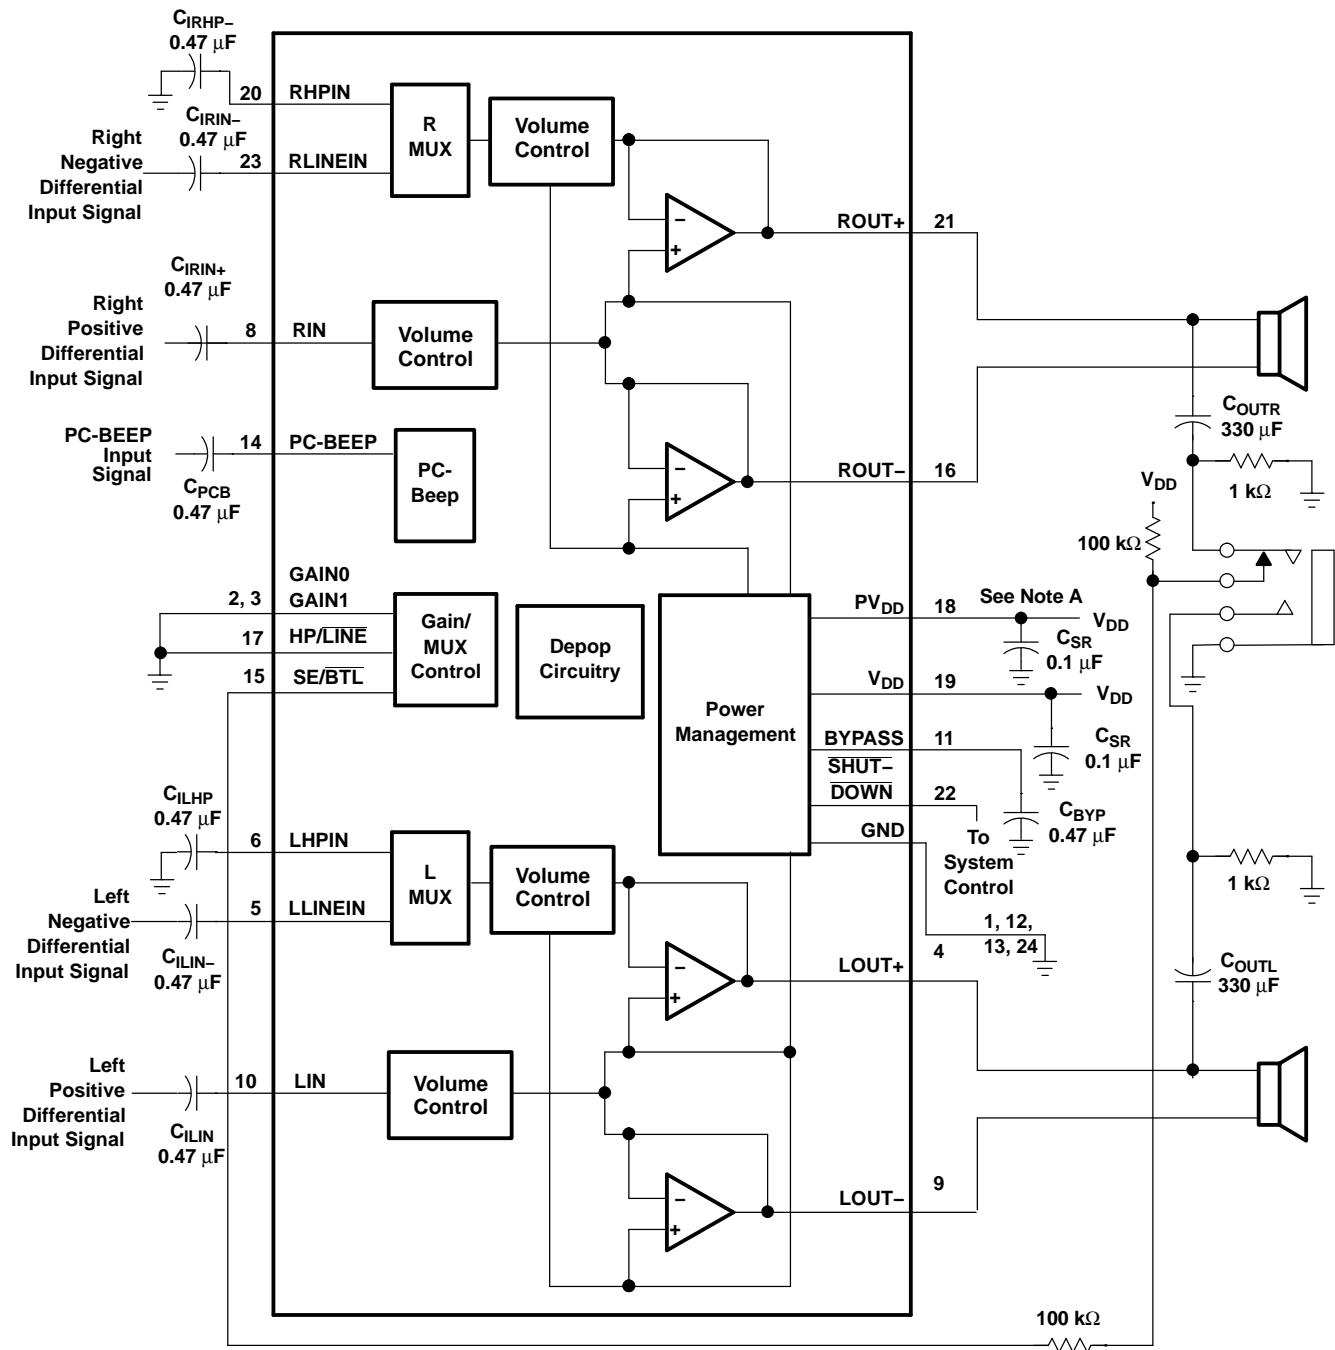 CIRHP−
0.47 μF
20
RHPIN
CIRIN−
0.47 μF
Right
Negative
Differential
Input Signal
23
RLINEIN
R
MUX
Volume
Control
−
+
ROUT+
21
CIRIN+
0.47 μF
Right
Positive
Differential
Input Signal
8
RIN
Volume
Control
PC-BEEP
Input
Signal
14
PC-BEEP
CPCB
0.47 μF
PC-
Beep
−
+
ROUT−
16
COUTR
330 μF
1 kΩ
VDD
100 kΩ
GAIN0
2, 3
GAIN1
17
HP/LINE
15
SE/BTL
Gain/
MUX
Control
Depop
Circuitry
Power
Management
PVDD
18
See Note A
VDD
CSR
0.1 μF
VDD
19
VDD
CSR
0.1 μF
BYPASS
11
SHUT−
DOWN
22
CBYP
0.47 μF
To
System
Control
GND
1, 12,
13, 24
CILHP
0.47 μF
6
LHPIN
Left
Negative
Differential
Input Signal
5
LLINEIN
CILIN−
0.47 μF
L
MUX
Volume
Control
−
+
LOUT+
4
1 kΩ
COUTL
330 μF
Left
Positive
Differential
Input Signal
10
LIN
CILIN
0.47 μF
Volume
Control
−
+
LOUT−
9
100 kΩ